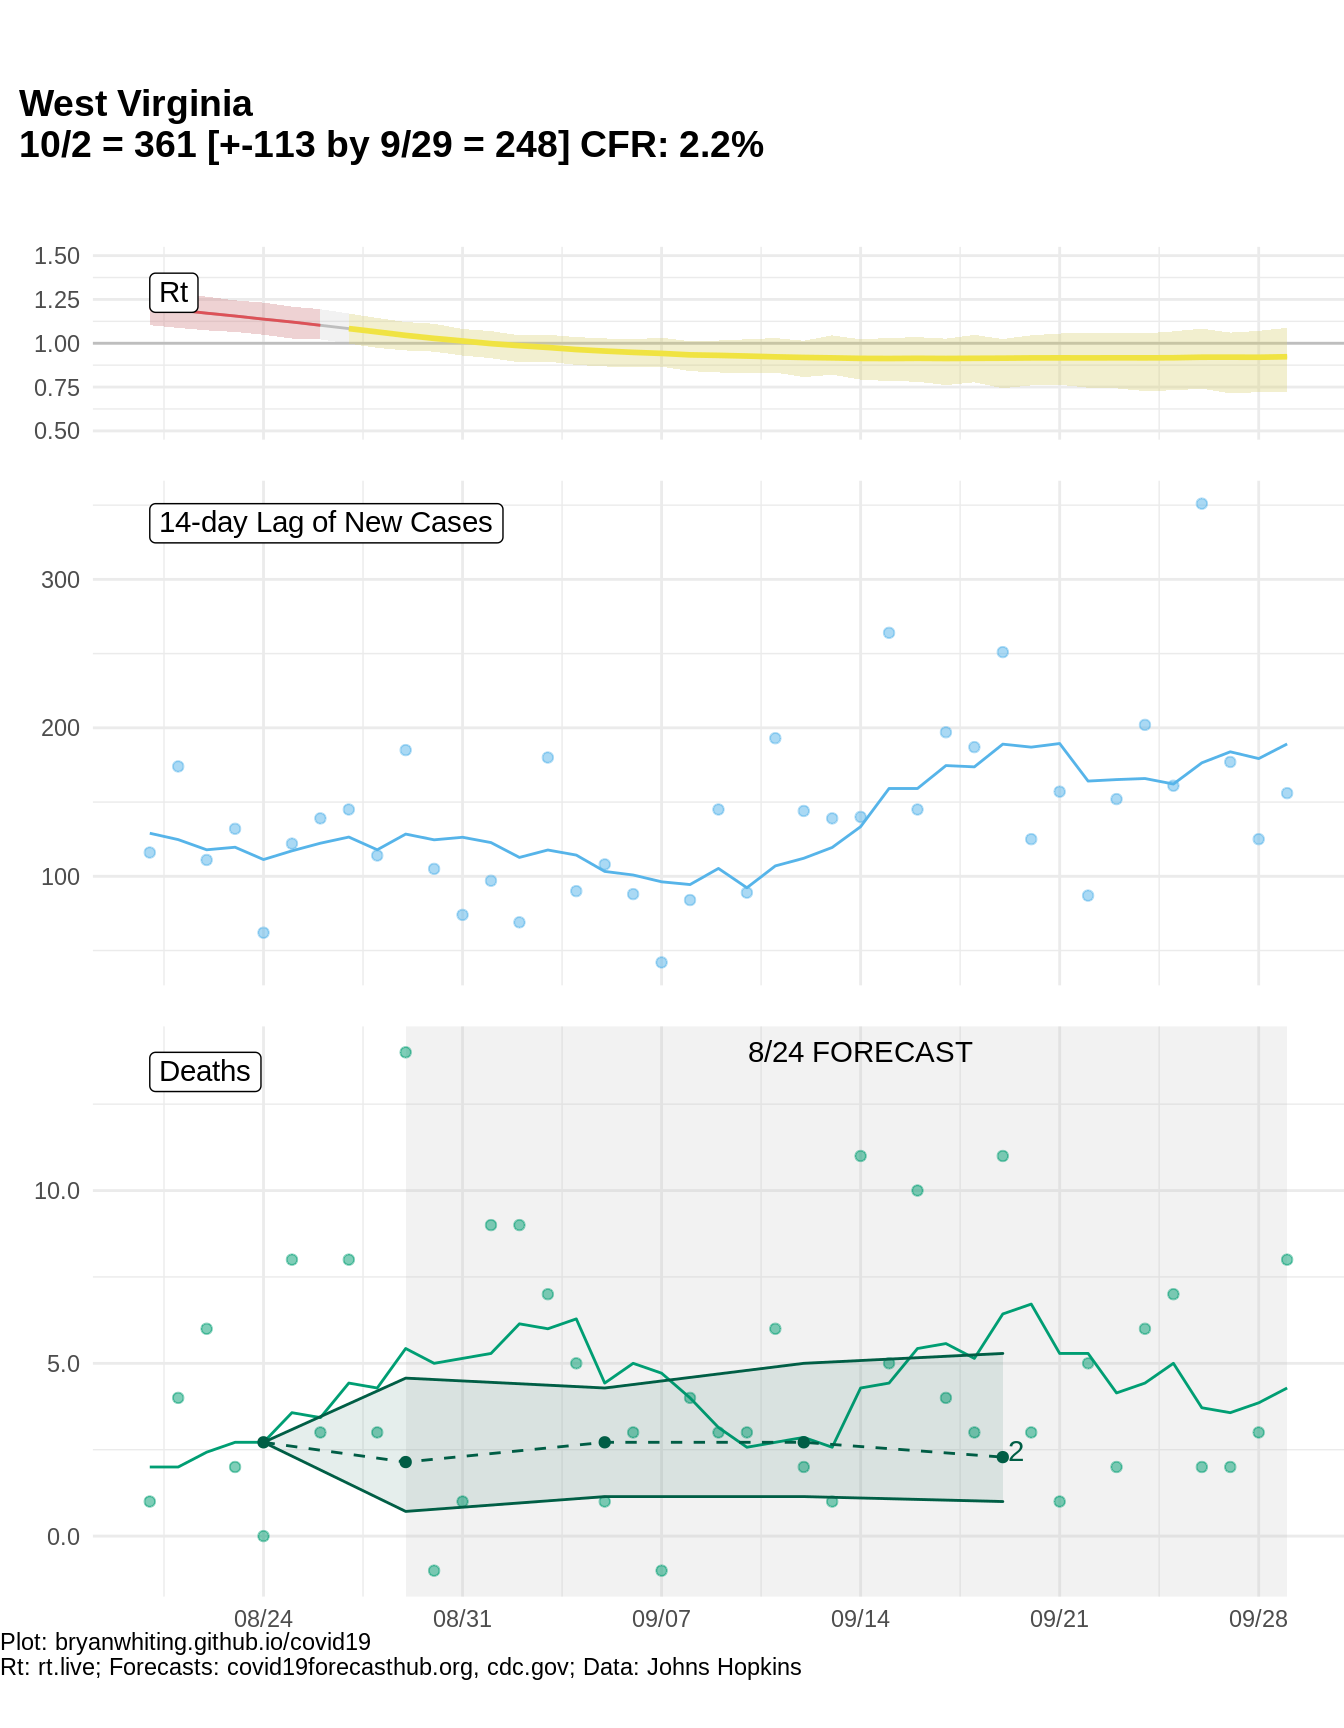 West Virginia
10/2 = 361 [+-113 by 9/29 = 248] CFR: 2.2%
1.50
1.25
1.00
0.75
0.50
Rt
14-day Lag of New Cases
300
200
100
8/24 FORECAST
Deaths
10.0
5.0
0.0
2
08/24 08/31 09/07 09/14 09/21 09/28
Plot: bryanwhiting.github.io/covid19
Rt: rt.live; Forecasts: covid19forecasthub.org, cdc.gov; Data: Johns Hopkins